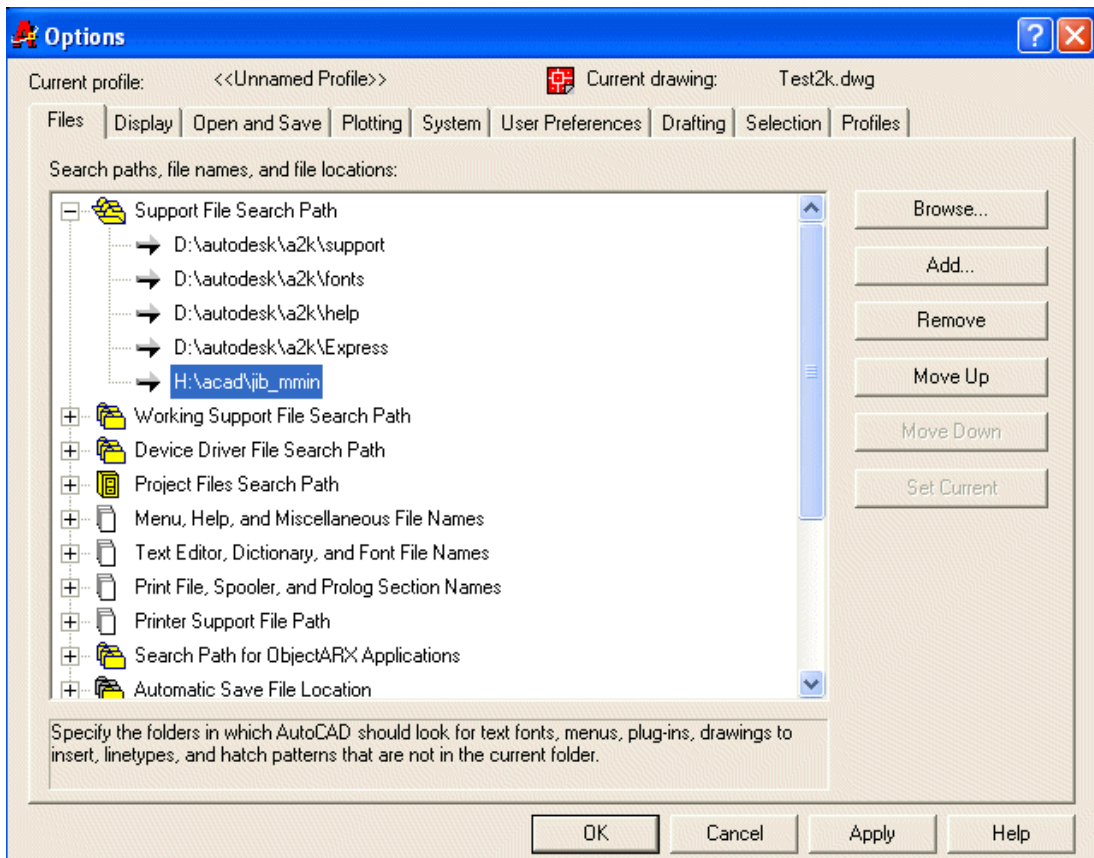 Options
Current profile: <<Unnamed Profile>> Current drawing: Test2k.dwg
Files Display Open and Save Plotting System User Preferences Drafting Selection Profiles
Search paths, file names, and file locations:
Support File Search Path
D:\autodesk\a2k\support
D:\autodesk\a2k\fonts
D:\autodesk\a2k\help
D:\autodesk\a2k\Express
H:\acad\jib_mmin
Working Support File Search Path
Device Driver File Search Path
Project Files Search Path
Menu, Help, and Miscellaneous File Names
Text Editor, Dictionary, and Font File Names
Print File, Spooler, and Prolog Section Names
Printer Support File Path
Search Path for ObjectARX Applications
Automatic Save File Location
Browse...
Add...
Remove
Move Up
Move Down
Set Current
Specify the folders in which AutoCAD should look for text fonts, menus, plug-ins, drawings to
insert, linetypes, and hatch patterns that are not in the current folder.
OK Cancel Apply Help